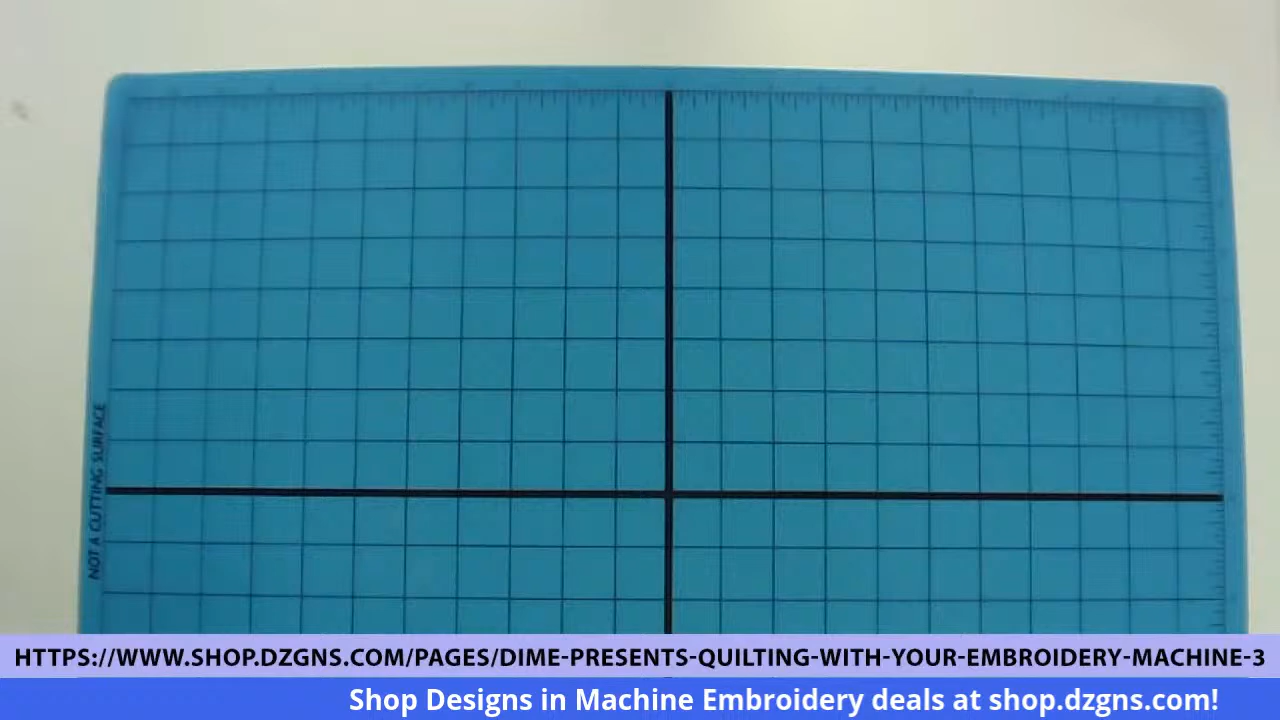 NOT A CUTTING SURFACE
HTTPS://WWW.SHOP.DZGNS.COM/PAGES/DIME-PRESENTS-QUILTING-WITH-YOUR-EMBROIDERY-MACHINE-3
Shop Designs in Machine Embroidery deals at shop.dzgns.com!